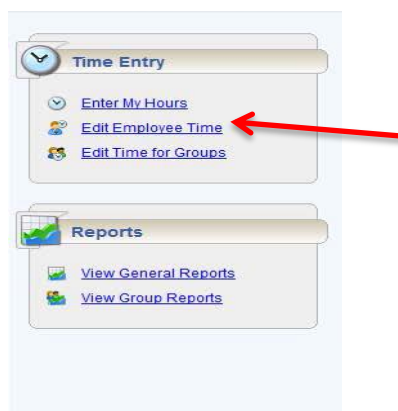 Time Entry
Enter My Hours
Edit Employee Time
Edit Time for Groups
Reports
View General Reports
View Group Reports